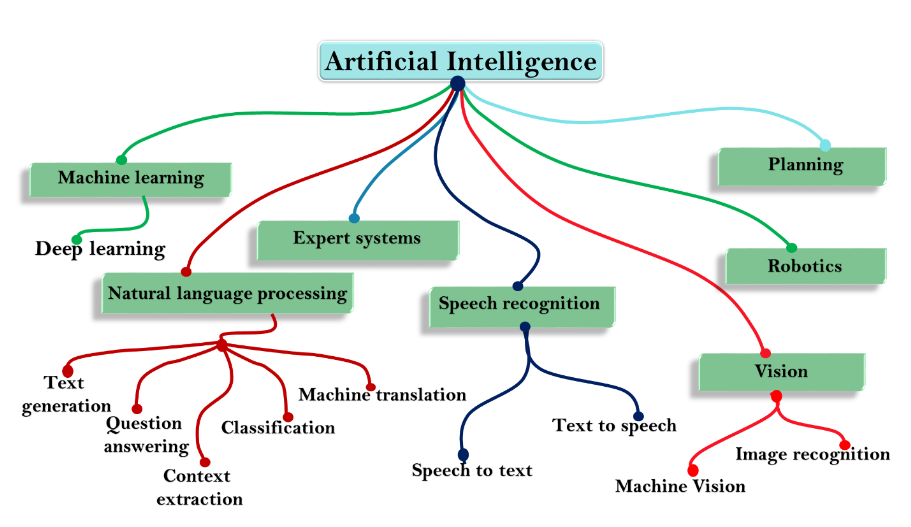 Artificial Intelligence
Machine learning
Planning
Deep learning
Expert systems
Robotics
Natural language processing
Speech recognition
Vision
Text
generation
Question
answering
Context
extraction
Classification
Machine translation
Speech to text
Text to speech
Machine Vision
Image recognition